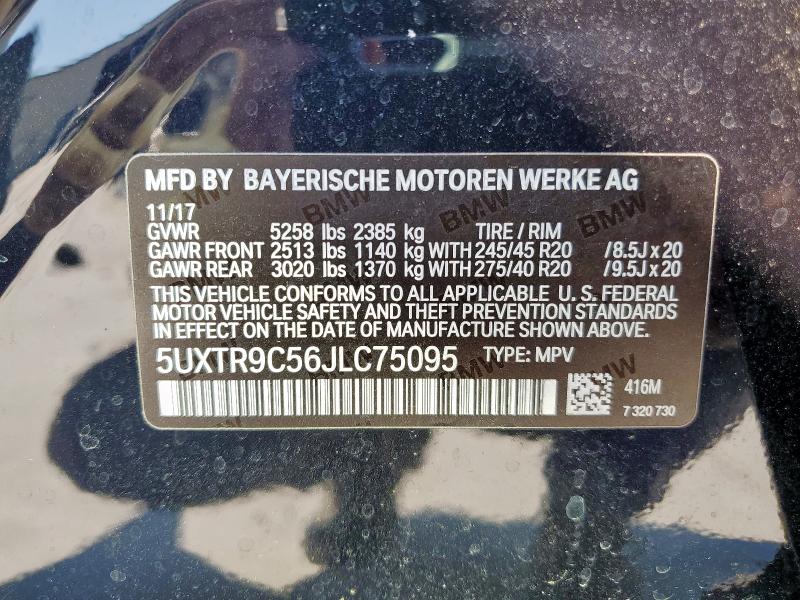 MFD BY BAYERISCHE MOTOREN WERKE AG
11/17
GVWR 5258 lbs 2385 kg TIRE / RIM
GAWR FRONT 2513 lbs 1140 kg WITH 245/45 R20 /8.5J x 20
GAWR REAR 3020 lbs 1370 kg WITH 275/40 R20 /9.5J x 20
THIS VEHICLE CONFORMS TO ALL APPLICABLE U. S. FEDERAL
MOTOR VEHICLE SAFETY AND THEFT PREVENTION STANDARDS
IN EFFECT ON THE DATE OF MANUFACTURE SHOWN ABOVE.
5UXTR9C56JLC75095 TYPE: MPV
416M
7 320 730